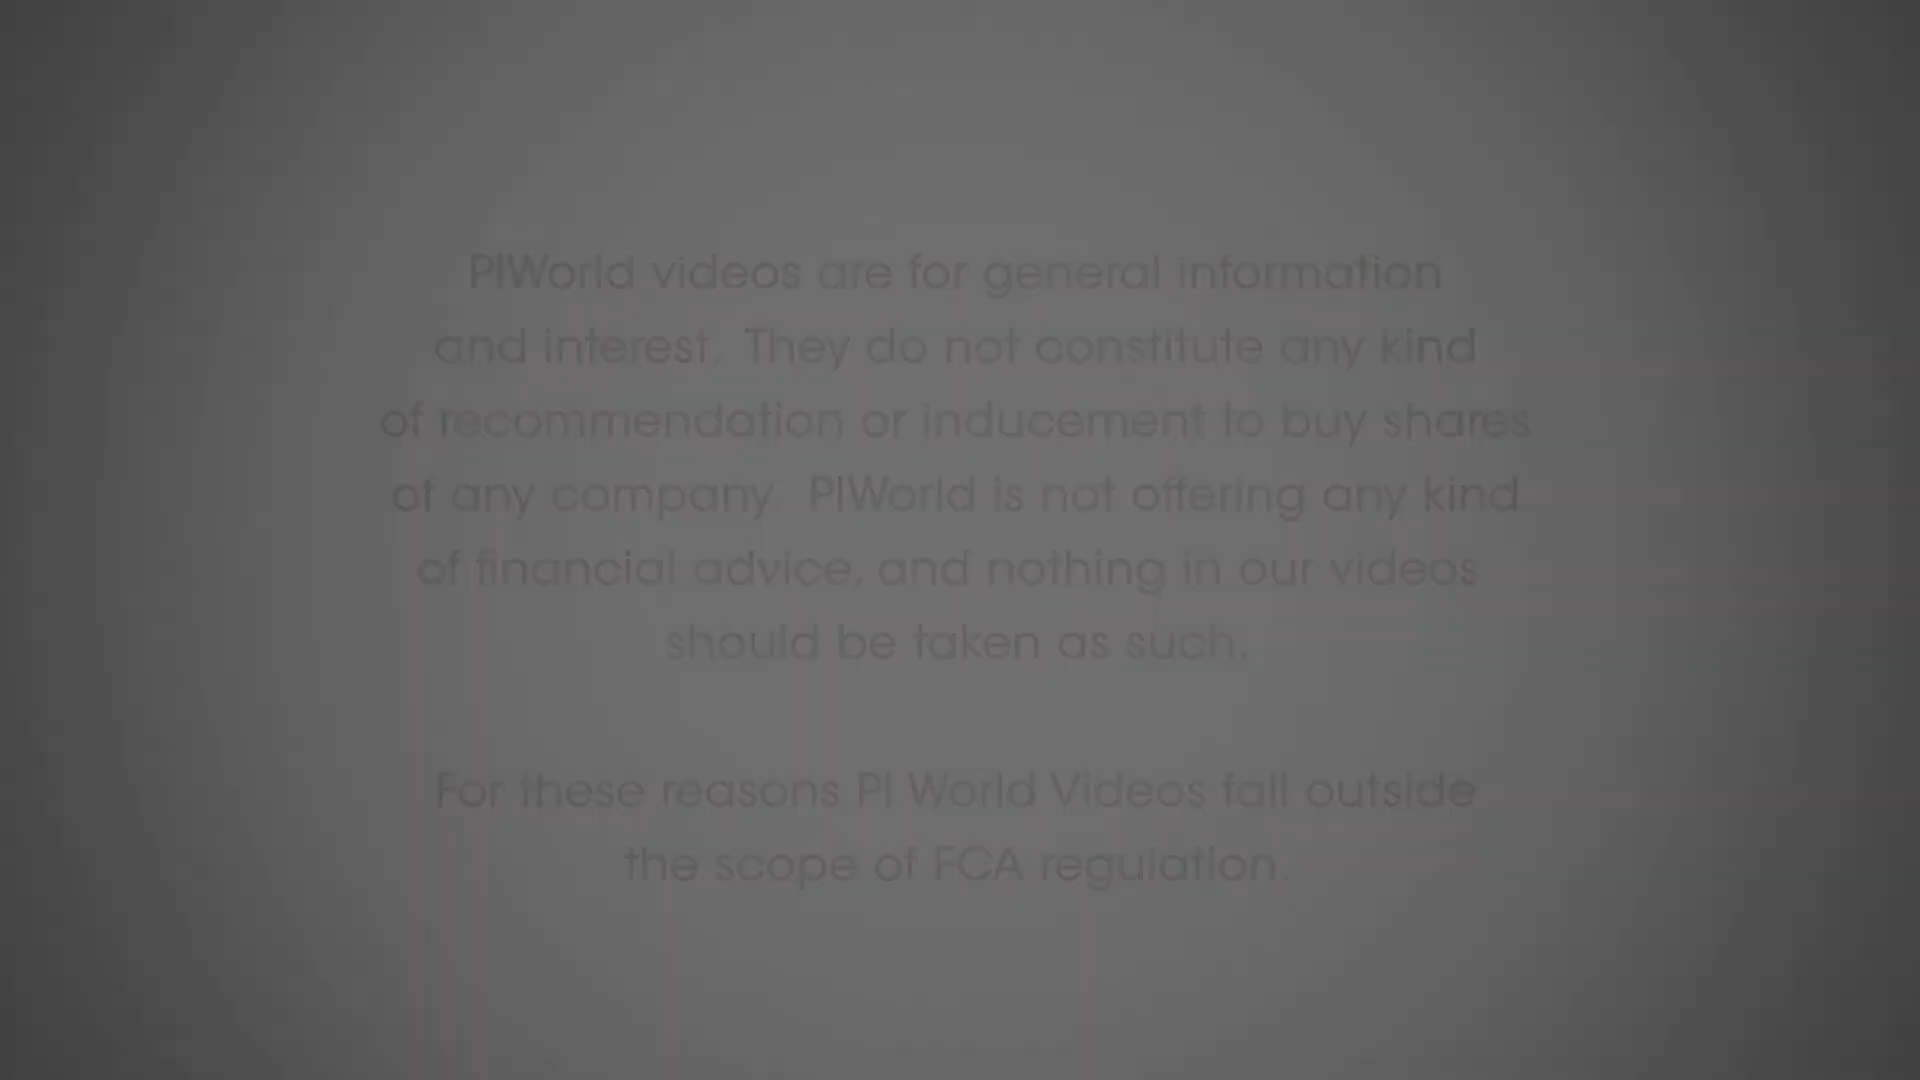 PIWorld videos are for general information
and interest. They do not constitute any kind
of recommendation or inducement to buy shares
of any company. PIWorld is not offering any kind
of financial advice, and nothing in our videos
should be taken as such.
For these reasons PI World Videos fall outside
the scope of FCA regulation.